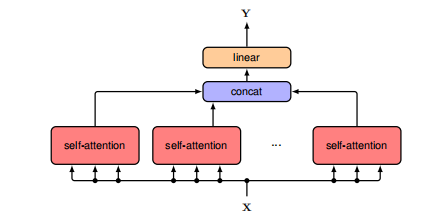 Y
linear
concat
self-attention self-attention ... self-attention
X